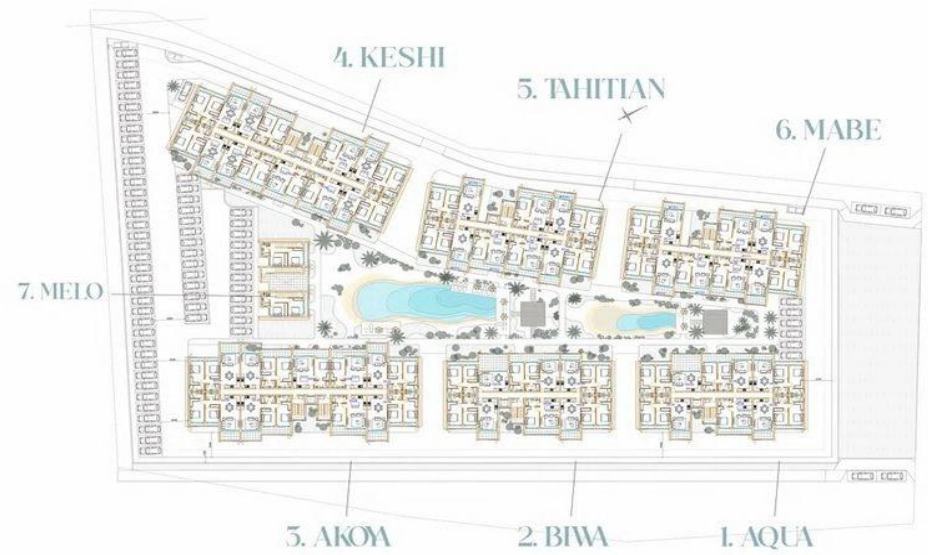 4. KESHI
5. TAHITIAN
6. MABE
7. MELO
3. AKOYA
2. BIWA
1. AQUA